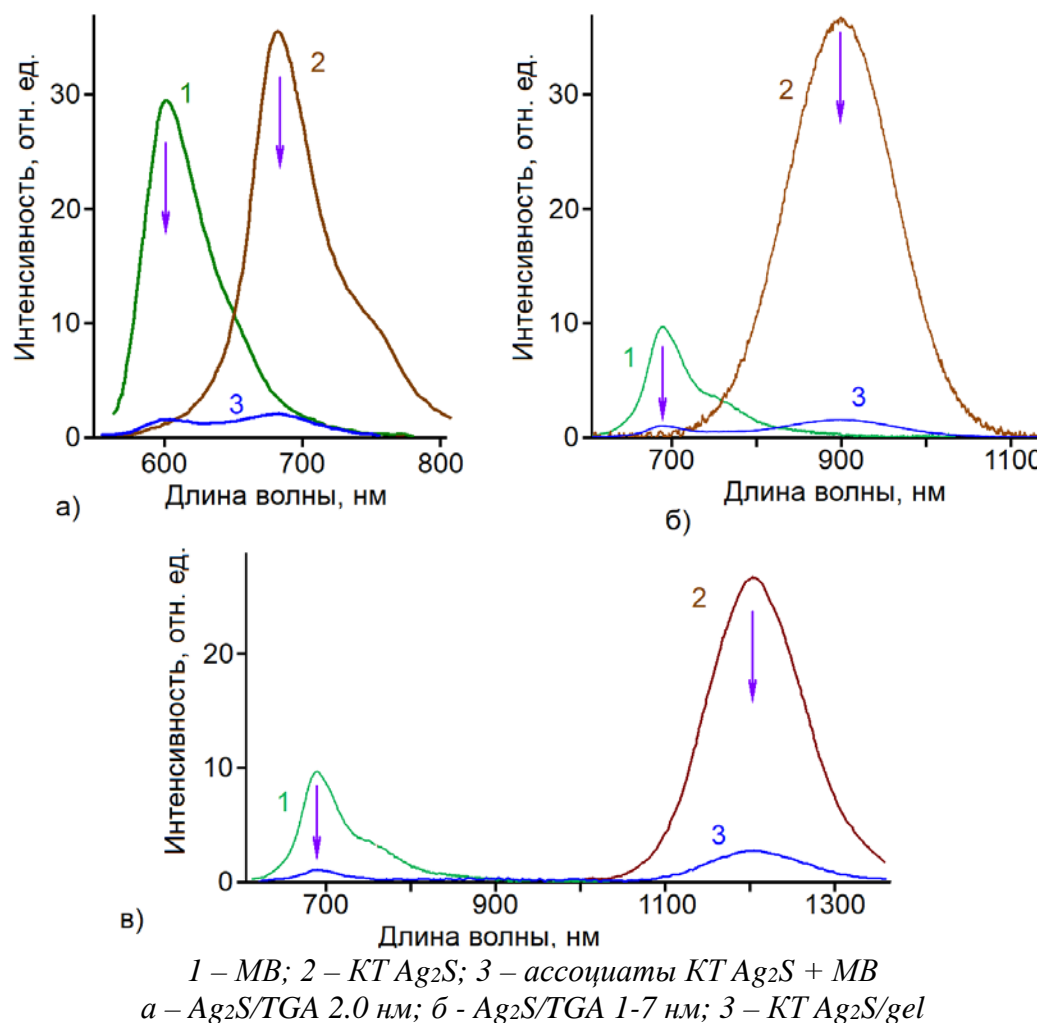 Интенсивность, отн. ед.
30
20
10
0
1
2
3
600
700
800
Длина волны, нм
а)
Интенсивность, отн. ед.
30
20
10
0
1
2
3
700
900
1100
Длина волны, нм
б)
Интенсивность, отн. ед.
20
10
0
1
2
3
700
900
1100
1300
Длина волны, нм
в)
1 – MB; 2 – КТ Ag2S; 3 – ассоциаты КТ Ag2S + MB
а – Ag2S/TGA 2.0 нм; б - Ag2S/TGA 1-7 нм; 3 – КТ Ag2S/gel